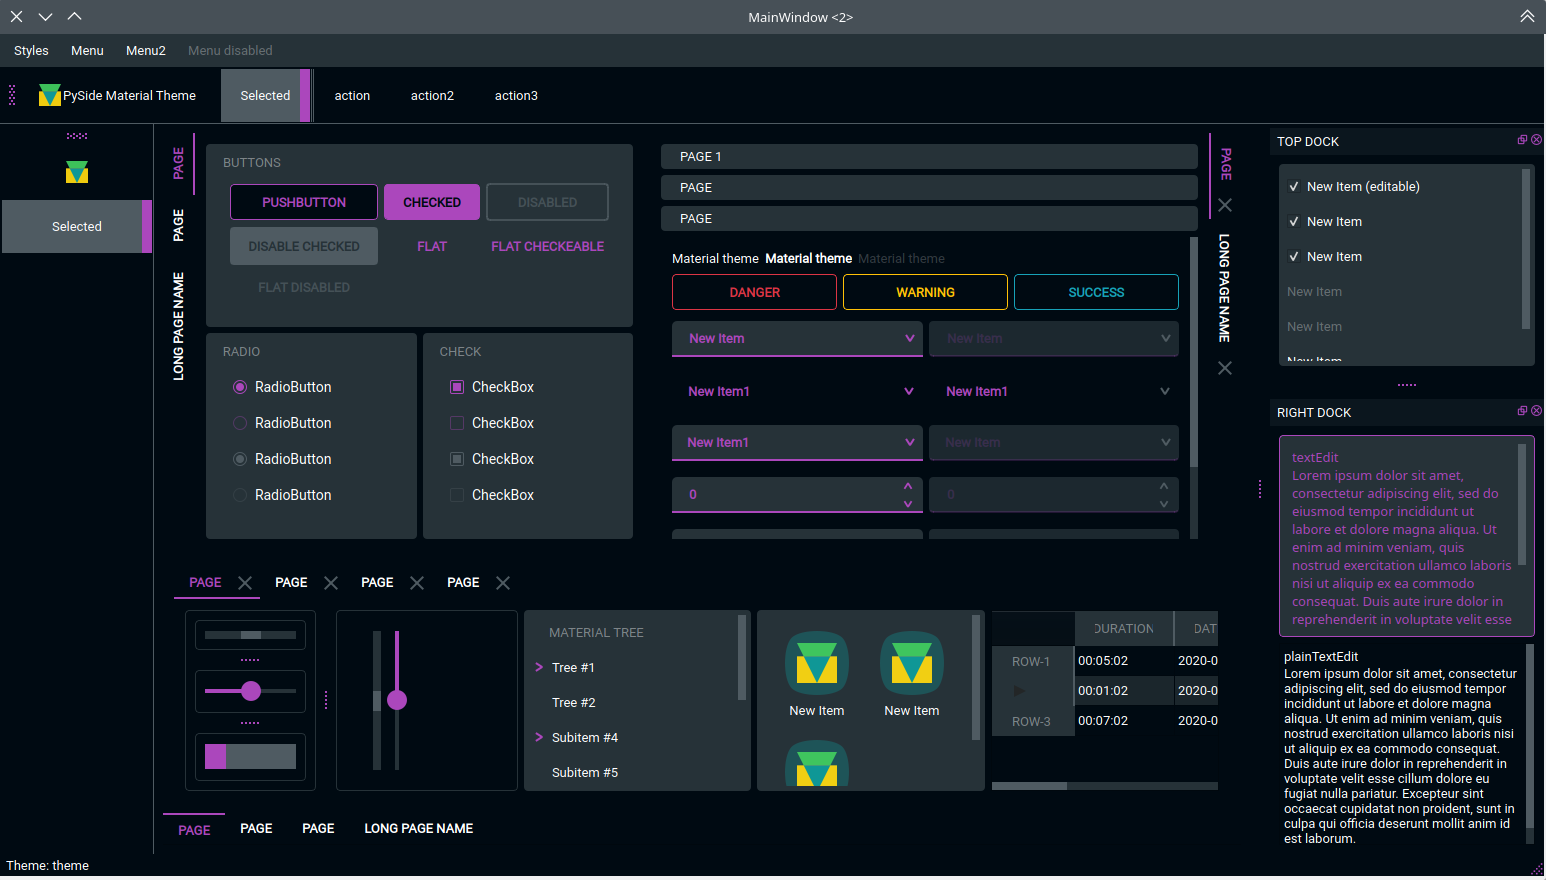 MainWindow <2>
Styles Menu Menu2 Menu disabled
PySide Material Theme Selected action action2 action3
Selected
PAGE
PAGE
LONG PAGE NAME
BUTTONS
PUSHBUTTON CHECKED DISABLED
DISABLE CHECKED FLAT FLAT CHECKEABLE
FLAT DISABLED
RADIO
RadioButton
RadioButton
RadioButton
RadioButton
CHECK
CheckBox
CheckBox
CheckBox
CheckBox
PAGE 1
PAGE
PAGE
Material theme Material theme Material theme
DANGER WARNING SUCCESS
New Item New Item
New Item1 New Item1
New Item1 New Item
0 0
PAGE
LONG PAGE NAME
PAGE PAGE PAGE PAGE
MATERIAL TREE
Tree #1
Tree #2
Subitem #4
Subitem #5
New Item New Item
DURATION DAT
ROW-1 00:05:02 2020-0
00:01:02 2020-0
ROW-3 00:07:02 2020-0
PAGE PAGE PAGE LONG PAGE NAME
TOP DOCK
New Item (editable)
New Item
New Item
New Item
New Item
New Item
RIGHT DOCK
textEdit
Lorem ipsum dolor sit amet,
consectetur adipiscing elit, sed do
eiusmod tempor incididunt ut
labore et dolore magna aliqua. Ut
enim ad minim veniam, quis
nostrud exercitation ullamco laboris
nisi ut aliquip ex ea commodo
consequat. Duis aute irure dolor in
reprehenderit in voluptate velit esse
plainTextEdit
Lorem ipsum dolor sit amet, consectetur
adipiscing elit, sed do eiusmod tempor
incididunt ut labore et dolore magna
aliqua. Ut enim ad minim veniam, quis
nostrud exercitation ullamco laboris nisi
ut aliquip ex ea commodo consequat.
Duis aute irure dolor in reprehenderit in
voluptate velit esse cillum dolore eu
fugiat nulla pariatur. Excepteur sint
occaecat cupidatat non proident, sunt in
culpa qui officia deserunt mollit anim id
est laborum.
Theme: theme